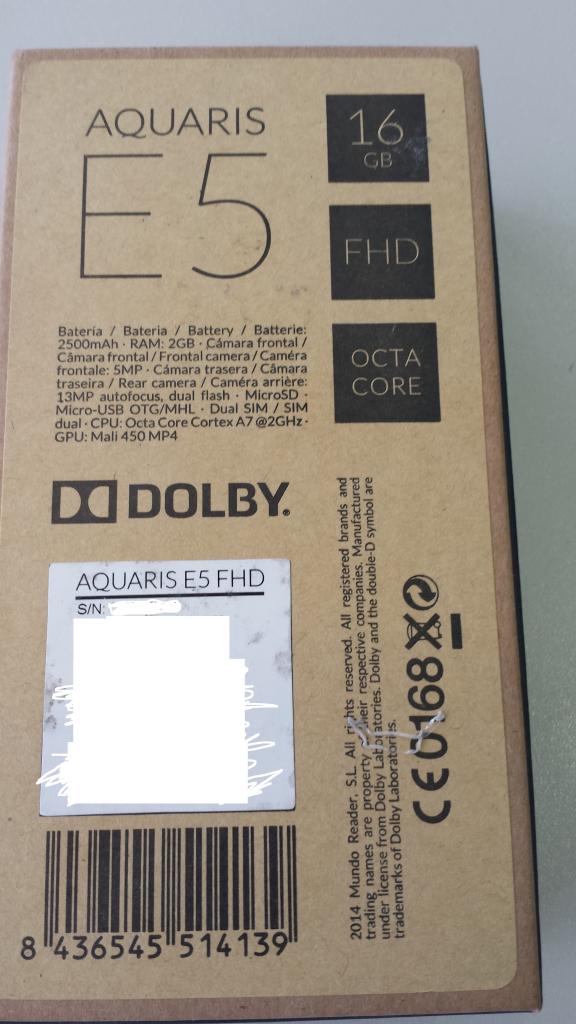 AQUARIS
E5
16
GB
FHD
OCTA
CORE
Batería / Bateria / Battery / Batterie:
2500mAh · RAM: 2GB · Cámara frontal /
Câmara frontal / Frontal camera / Caméra
frontale: 5MP · Cámara trasera / Câmara
traseira / Rear camera / Caméra arrière:
13MP autofocus, dual flash · MicroSD ·
Micro-USB OTG/MHL · Dual SIM / SIM
dual · CPU: Octa Core Cortex A7 @2GHz ·
GPU: Mali 450 MP4
DOLBY.
AQUARIS E5 FHD
S/N:
8 436545 514139
2014 Mundo Reader, S.L. All rights reserved. All registered brands and
trading names are property of their respective companies. Manufactured
under license from Dolby Laboratories. Dolby and the double-D symbol are
trademarks of Dolby Laboratories.
CE 0168